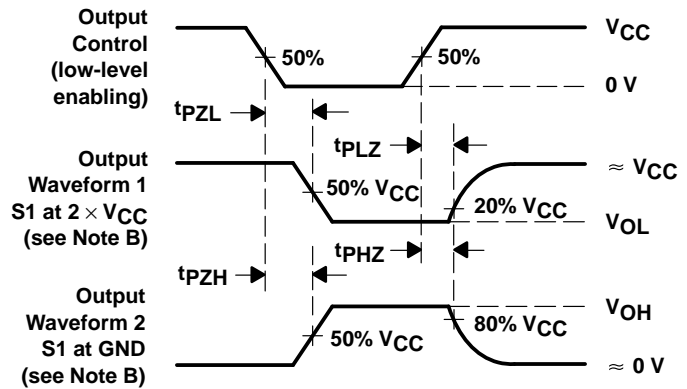 Output
Control
(low-level
enabling)
50%
50%
VCC
0 V
tPZL
tPLZ
Output
Waveform 1
S1 at 2 × VCC
(see Note B)
50% VCC
20% VCC
≈ VCC
VOL
tPZH
tPHZ
Output
Waveform 2
S1 at GND
(see Note B)
50% VCC
80% VCC
VOH
≈ 0 V